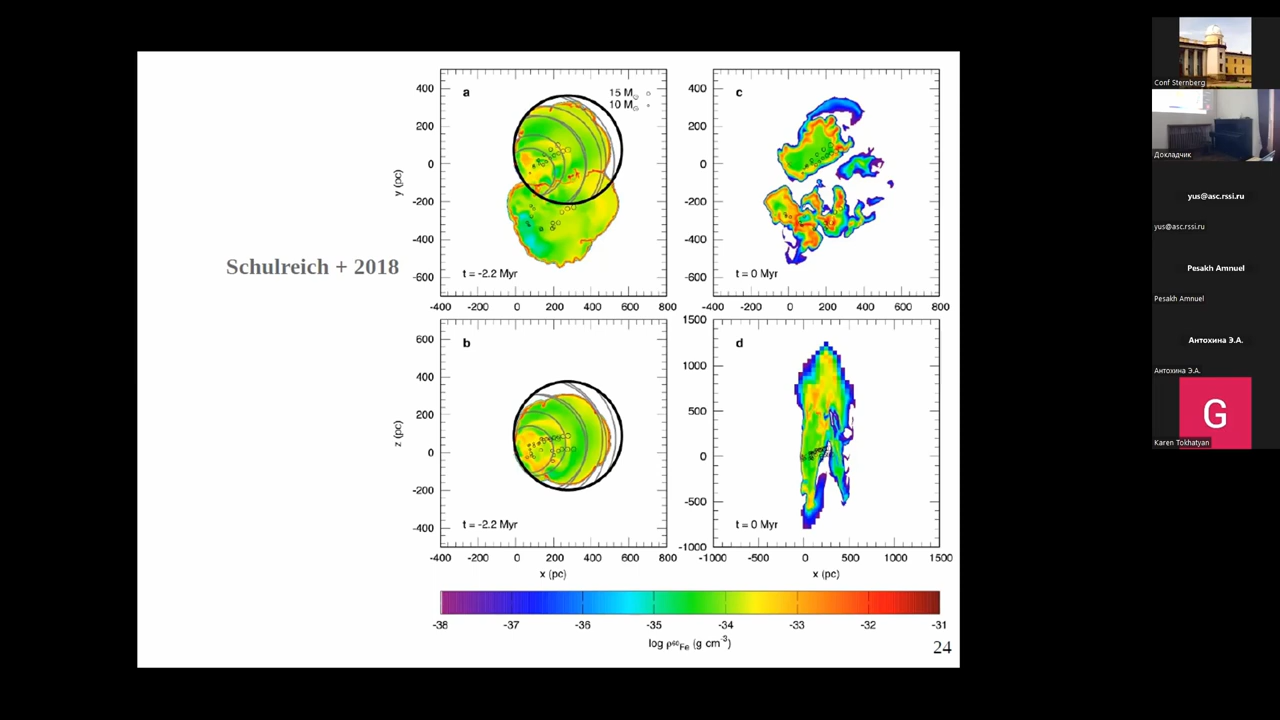 Schulreich + 2018
a
15 M
10 M
y (pc)
400
200
0
-200
-400
-600
t = -2.2 Myr
-400 -200 0 200 400 600 800
c
400
200
0
-200
-400
-600
t = 0 Myr
-400 -200 0 200 400 600 800
b
z (pc)
600
400
200
0
-200
-400
t = -2.2 Myr
-400 -200 0 200 400 600 800
x (pc)
d
1500
1000
500
0
-500
-1000
t = 0 Myr
-1000 -500 0 500 1000 1500
x (pc)
-38 -37 -36 -35 -34 -33 -32 -31
log ρ⁶⁰Fe (g cm⁻³)
24
Conf Sternberg
Докладчик
yus@asc.rssi.ru
yus@asc.rssi.ru
Pesakh Amnuel
Pesakh Amnuel
Антохина Э.А.
Антохина Э.А.
G
Karen Tokhatyan